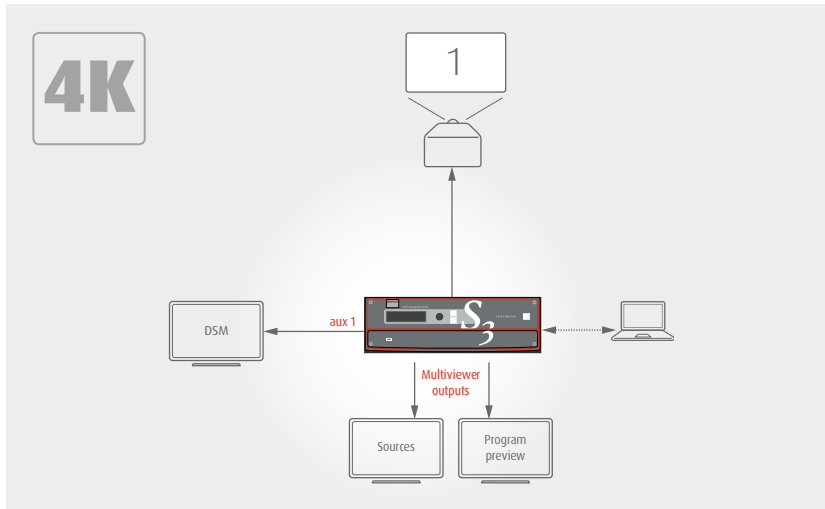 4K
1
DSM
aux 1
S3
Multiviewer
outputs
Sources
Program
preview